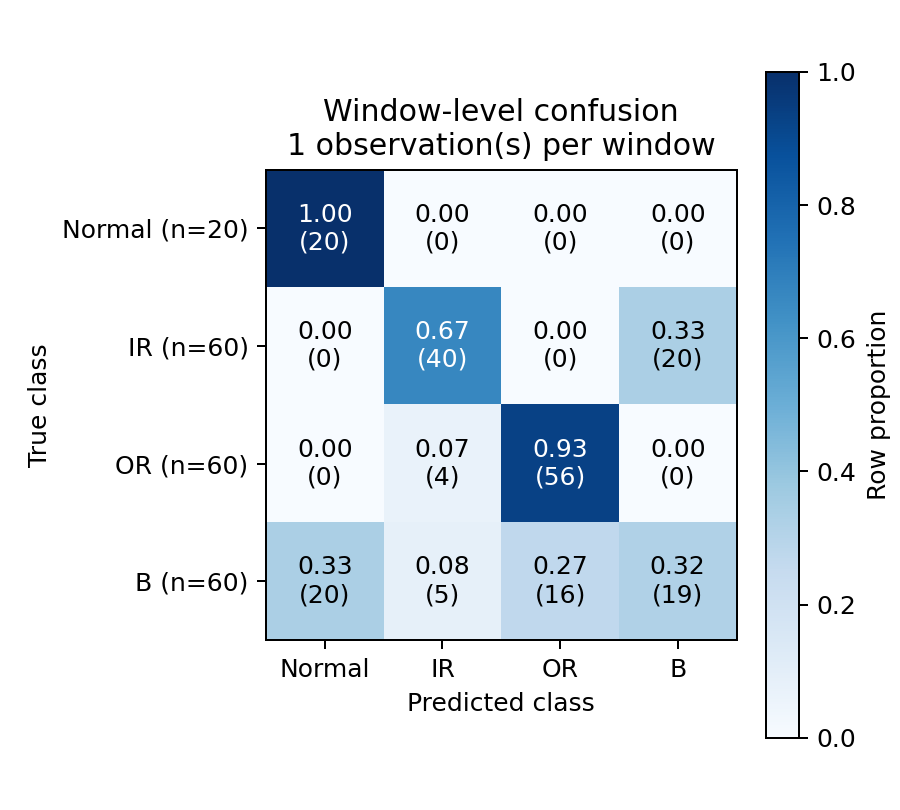 Window-level confusion
1 observation(s) per window
Normal (n=20)
1.00 0.00 0.00 0.00
(20) (0) (0) (0)
IR (n=60)
0.00 0.67 0.00 0.33
(0) (40) (0) (20)
OR (n=60)
0.00 0.07 0.93 0.00
(0) (4) (56) (0)
B (n=60)
0.33 0.08 0.27 0.32
(20) (5) (16) (19)
Normal IR OR B
Predicted class
True class
1.0
0.8
0.6
0.4
0.2
0.0
Row proportion